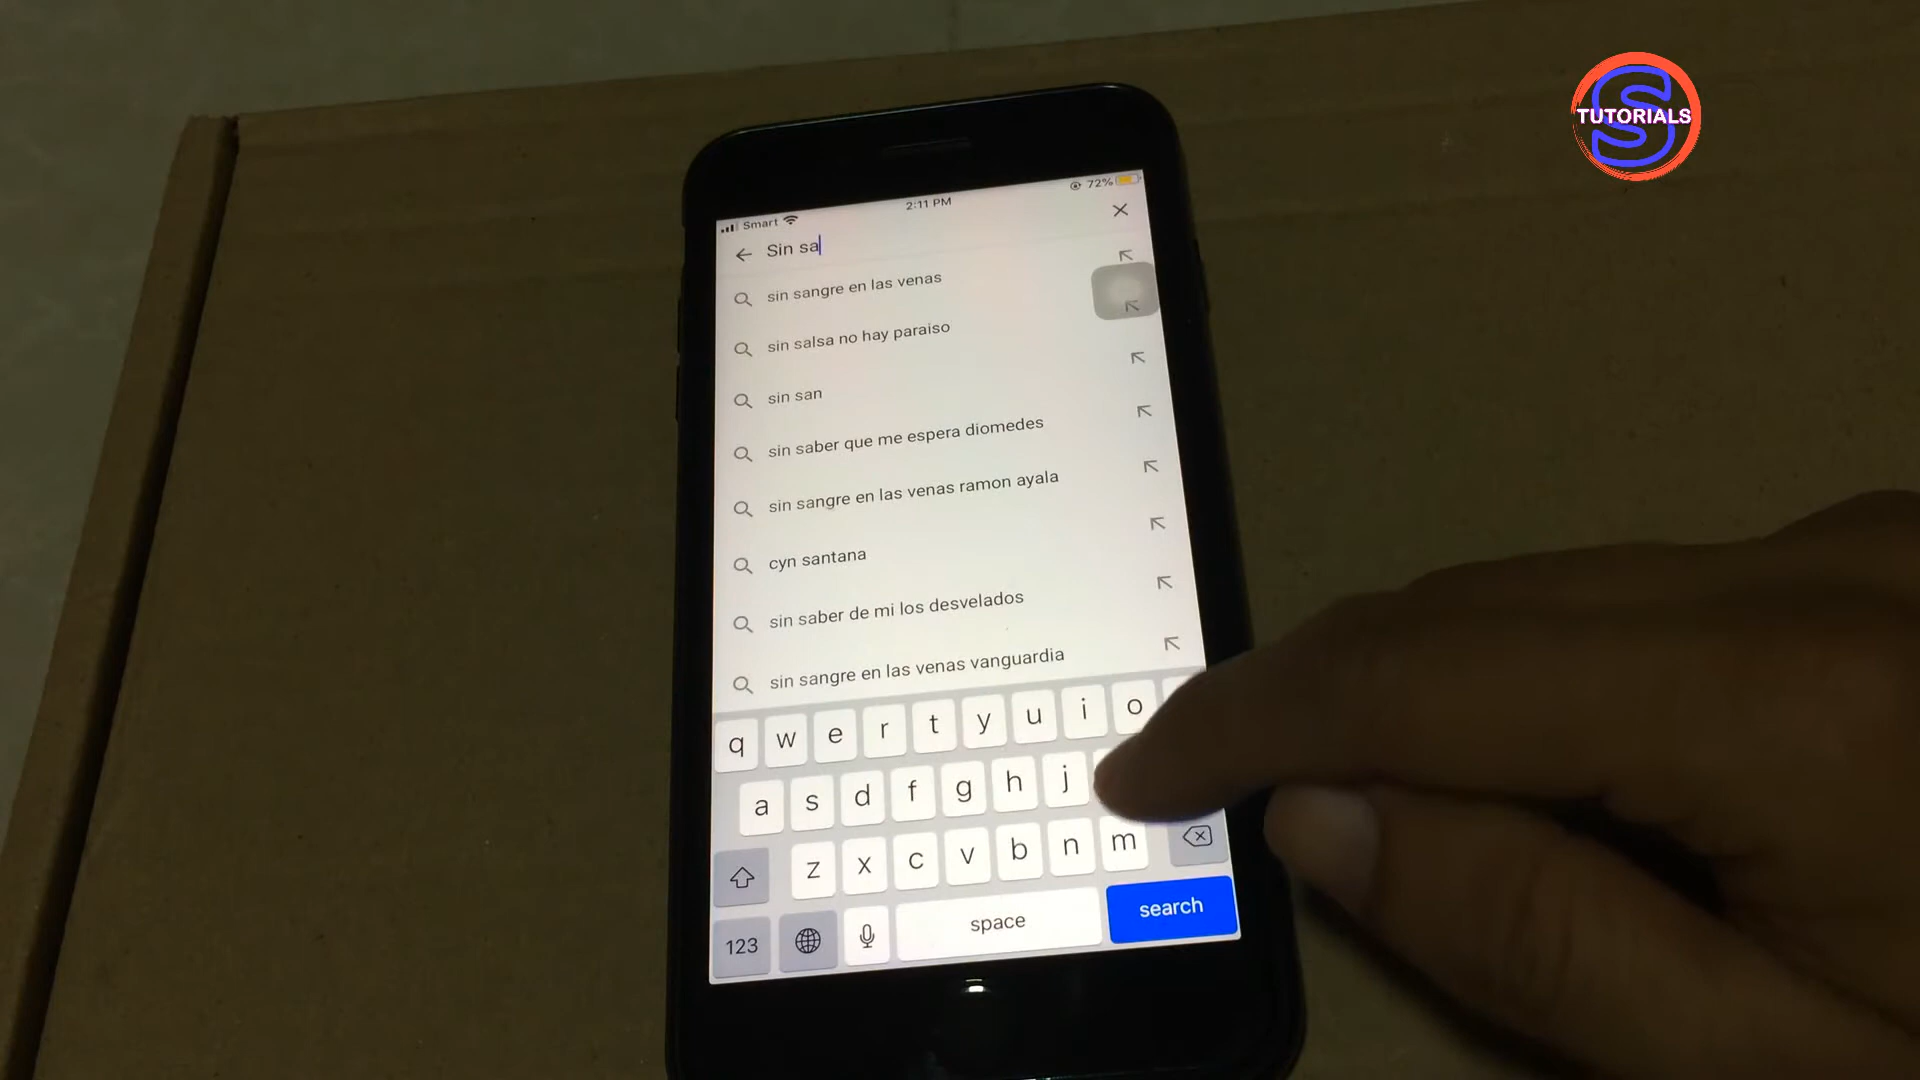 TUTORIALS
S
Smart
2:11 PM
72%
Sin sa
sin sangre en las venas
sin salsa no hay paraiso
sin san
sin saber que me espera diomedes
sin sangre en las venas ramon ayala
cyn santana
sin saber de mi los desvelados
sin sangre en las venas vanguardia
q w e r t y u i o
a s d f g h j
z x c v b n m
123 space search